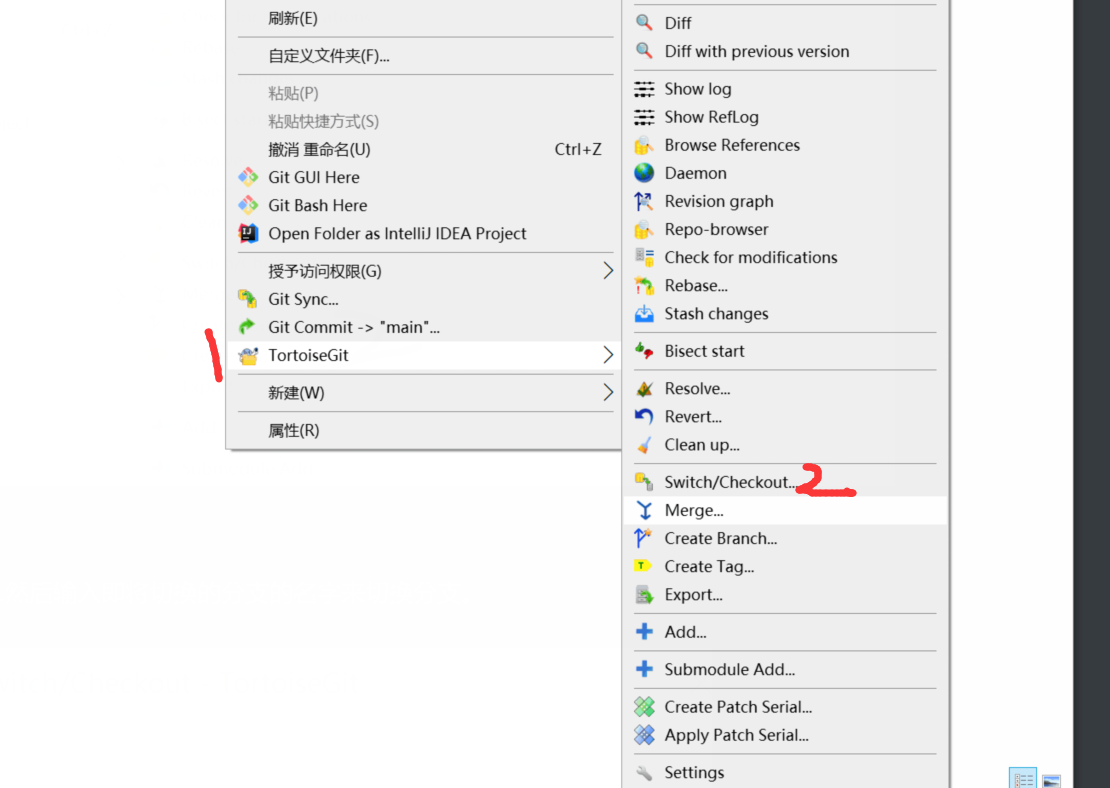 刷新(E)
自定义文件夹(F)...
粘贴(P)
粘贴快捷方式(S)
撤消 重命名(U) Ctrl+Z
Git GUI Here
Git Bash Here
Open Folder as IntelliJ IDEA Project
授予访问权限(G)
Git Sync...
Git Commit -> "main"...
1
TortoiseGit
新建(W)
属性(R)
Diff
Diff with previous version
Show log
Show RefLog
Browse References
Daemon
Revision graph
Repo-browser
Check for modifications
Rebase...
Stash changes
Bisect start
Resolve...
Revert...
Clean up...
Switch/Checkout... 2
Merge...
Create Branch...
Create Tag...
Export...
Add...
Submodule Add...
Create Patch Serial...
Apply Patch Serial...
Settings